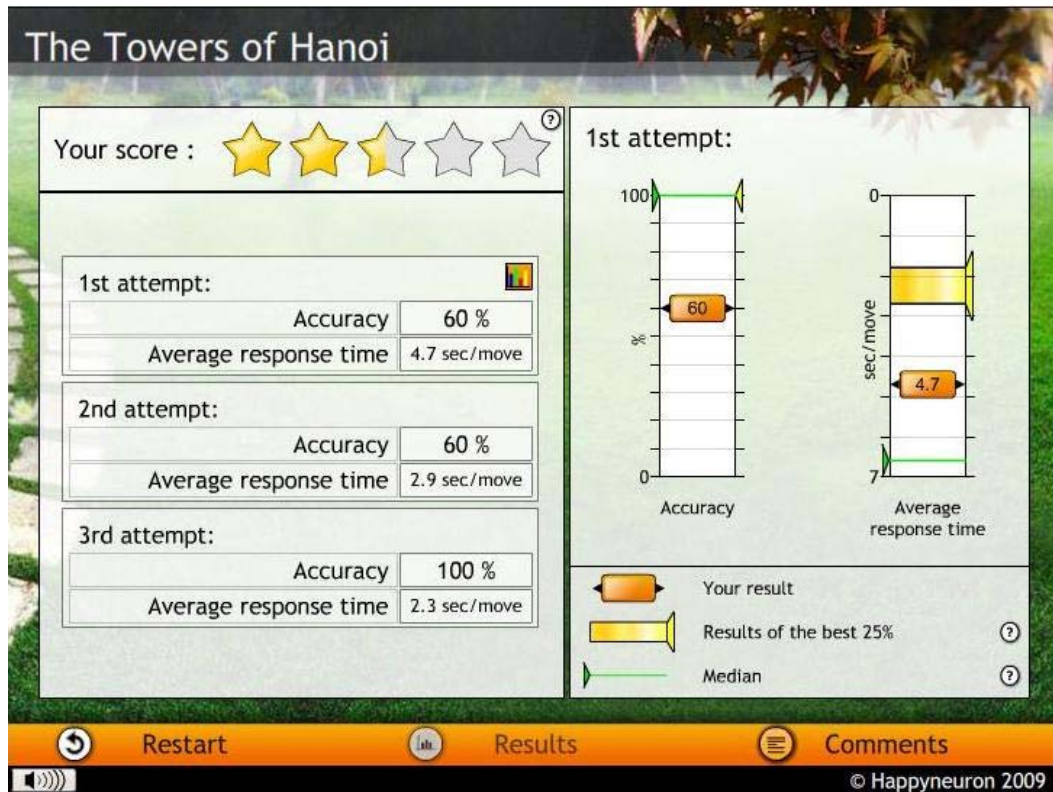 The Towers of Hanoi
Your score :
?
1st attempt:
Accuracy 60 %
Average response time 4.7 sec/move
2nd attempt:
Accuracy 60 %
Average response time 2.9 sec/move
3rd attempt:
Accuracy 100 %
Average response time 2.3 sec/move
1st attempt:
100
60
%
0
Accuracy
0
sec/move
4.7
7
Average
response time
Your result
Results of the best 25% ?
Median ?
Restart Results Comments
© Happyneuron 2009